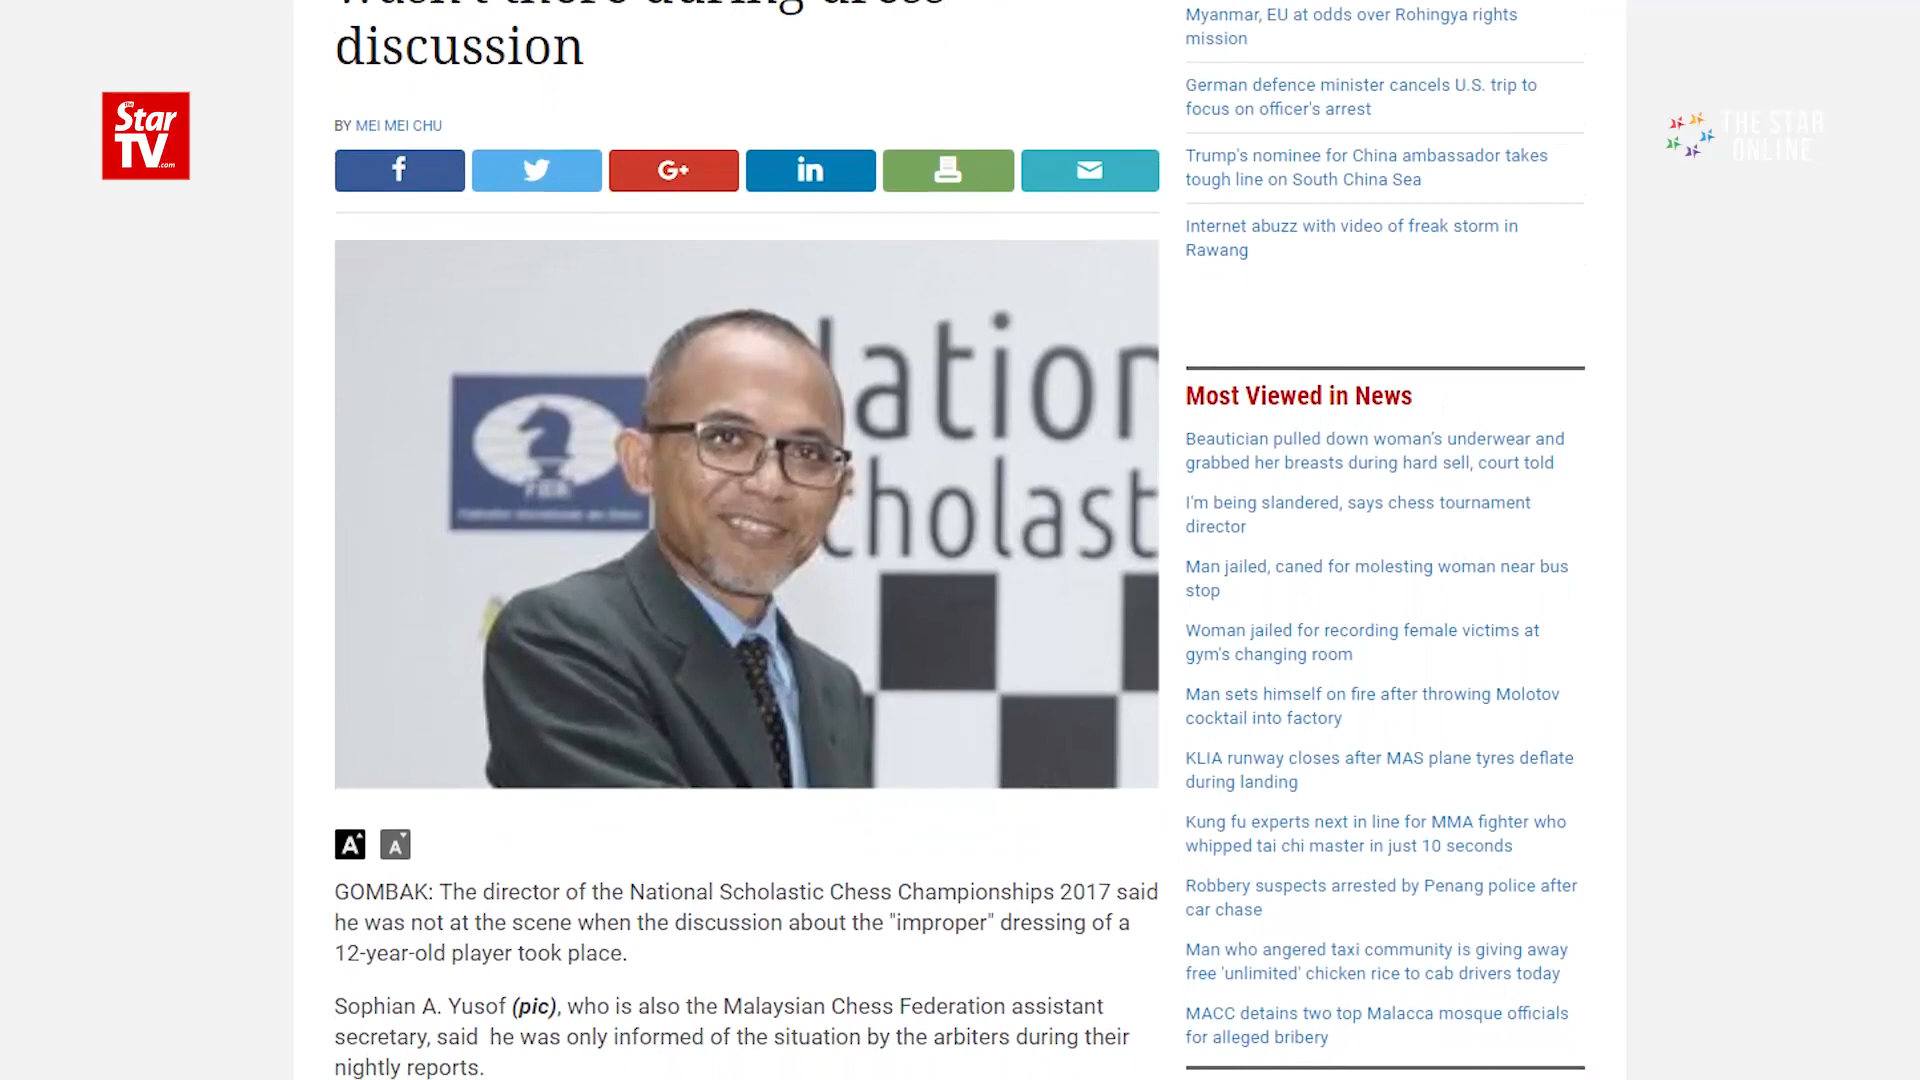 wasn't there during dress
discussion
The
Star
TV
.com
THE STAR
ONLINE
BY MEI MEI CHU
f
G+
in
ation
cholast
FIDE
A
A
GOMBAK: The director of the National Scholastic Chess Championships 2017 said
he was not at the scene when the discussion about the "improper" dressing of a
12-year-old player took place.
Sophian A. Yusof (pic), who is also the Malaysian Chess Federation assistant
secretary, said he was only informed of the situation by the arbiters during their
nightly reports.
Myanmar, EU at odds over Rohingya rights
mission
German defence minister cancels U.S. trip to
focus on officer's arrest
Trump's nominee for China ambassador takes
tough line on South China Sea
Internet abuzz with video of freak storm in
Rawang
Most Viewed in News
Beautician pulled down woman's underwear and
grabbed her breasts during hard sell, court told
I'm being slandered, says chess tournament
director
Man jailed, caned for molesting woman near bus
stop
Woman jailed for recording female victims at
gym's changing room
Man sets himself on fire after throwing Molotov
cocktail into factory
KLIA runway closes after MAS plane tyres deflate
during landing
Kung fu experts next in line for MMA fighter who
whipped tai chi master in just 10 seconds
Robbery suspects arrested by Penang police after
car chase
Man who angered taxi community is giving away
free 'unlimited' chicken rice to cab drivers today
MACC detains two top Malacca mosque officials
for alleged bribery